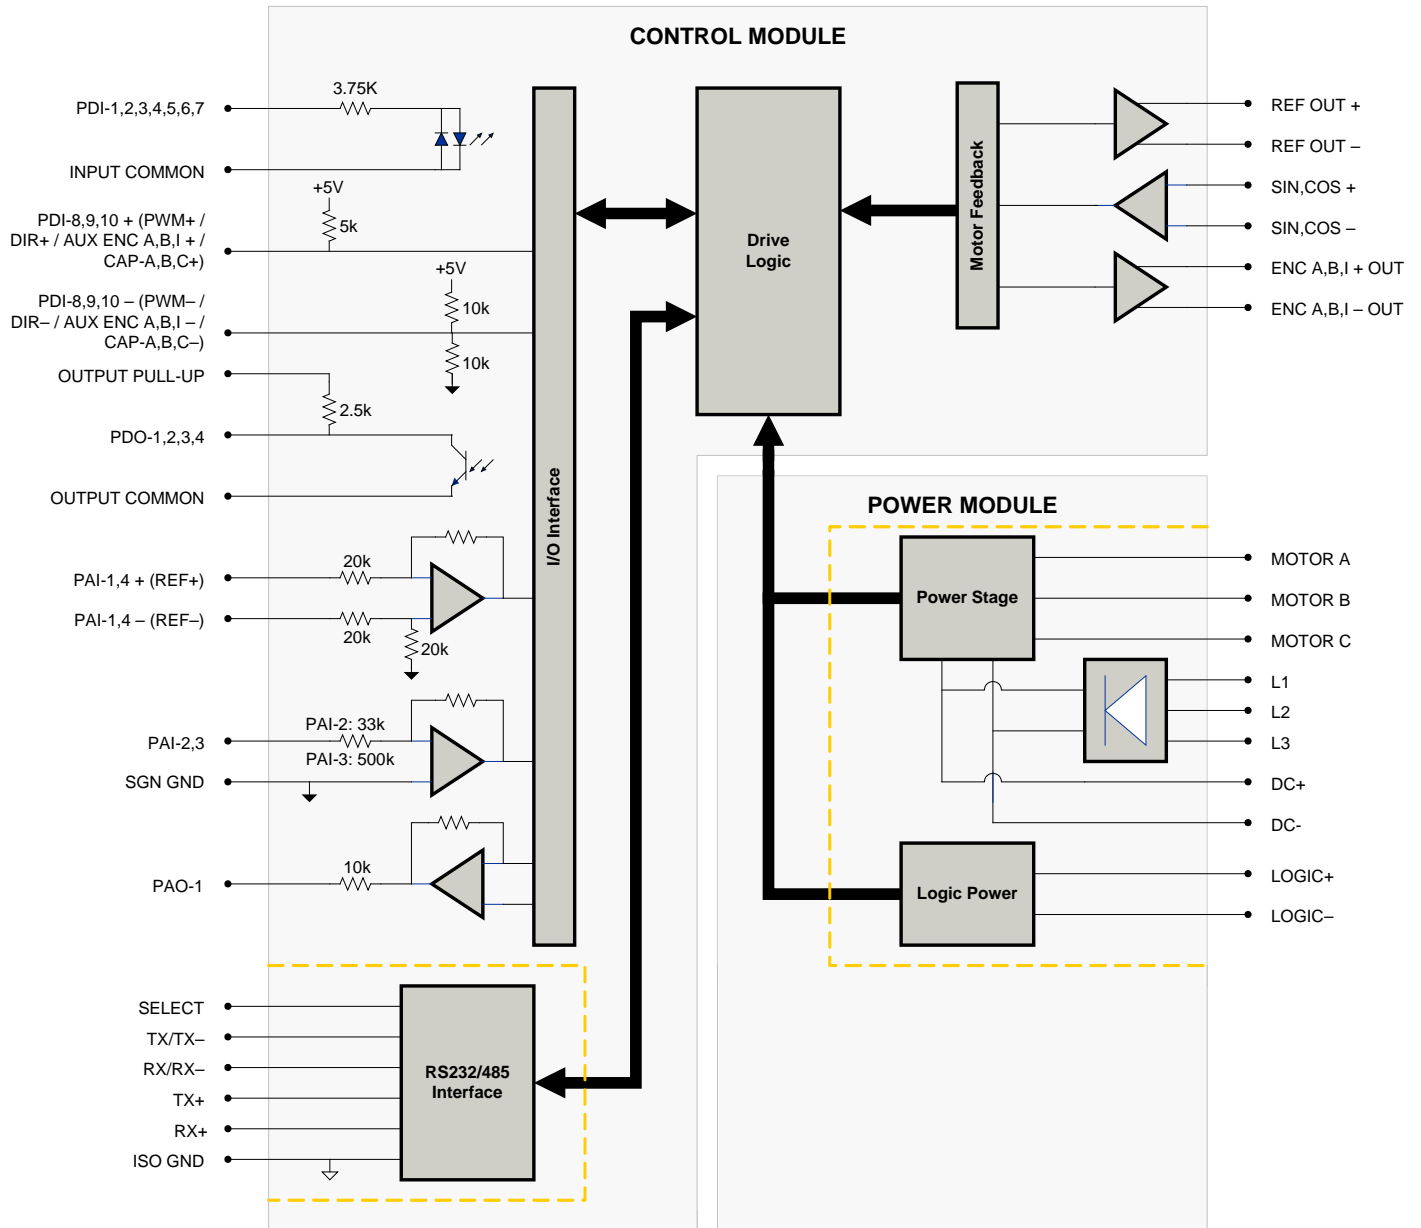 CONTROL MODULE
PDI-1,2,3,4,5,6,7
3.75K
INPUT COMMON
+5V
5k
PDI-8,9,10 + (PWM+ /
DIR+ / AUX ENC A,B,I + /
CAP-A,B,C+)
+5V
10k
10k
PDI-8,9,10 – (PWM– /
DIR– / AUX ENC A,B,I – /
CAP-A,B,C–)
OUTPUT PULL-UP
2.5k
PDO-1,2,3,4
OUTPUT COMMON
PAI-1,4 + (REF+)
20k
PAI-1,4 – (REF–)
20k
20k
PAI-2,3
PAI-2: 33k
PAI-3: 500k
SGN GND
PAO-1
10k
I/O Interface
Drive
Logic
Motor Feedback
REF OUT +
REF OUT –
SIN,COS +
SIN,COS –
ENC A,B,I + OUT
ENC A,B,I – OUT
POWER MODULE
Power Stage
MOTOR A
MOTOR B
MOTOR C
L1
L2
L3
DC+
DC-
Logic Power
LOGIC+
LOGIC–
SELECT
TX/TX–
RX/RX–
TX+
RX+
ISO GND
RS232/485
Interface